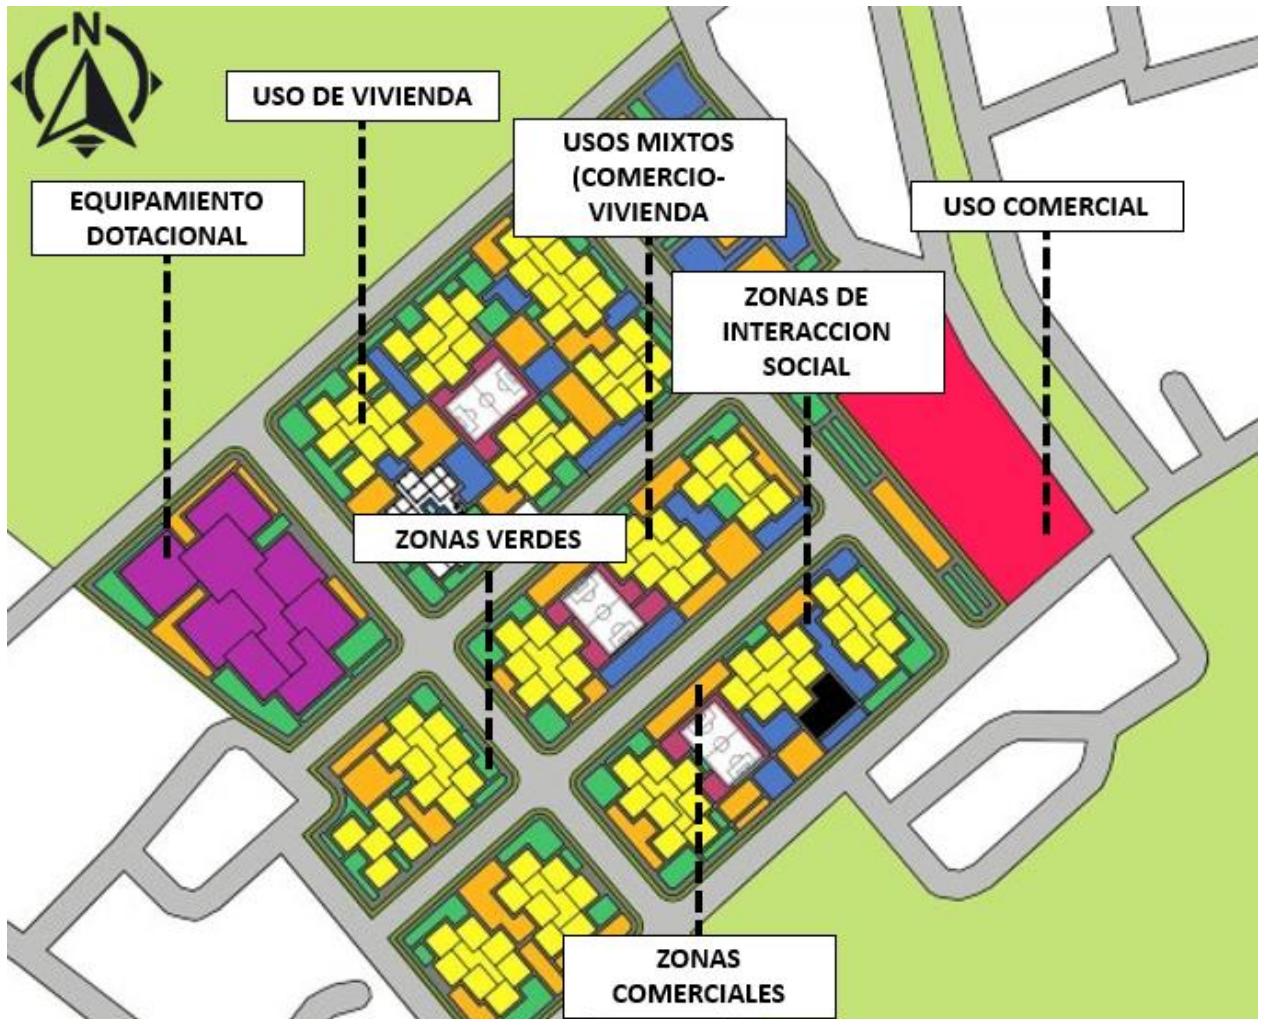 N
USO DE VIVIENDA
USOS MIXTOS
(COMERCIO-
VIVIENDA
EQUIPAMIENTO
DOTACIONAL
USO COMERCIAL
ZONAS DE
INTERACCION
SOCIAL
ZONAS VERDES
ZONAS
COMERCIALES